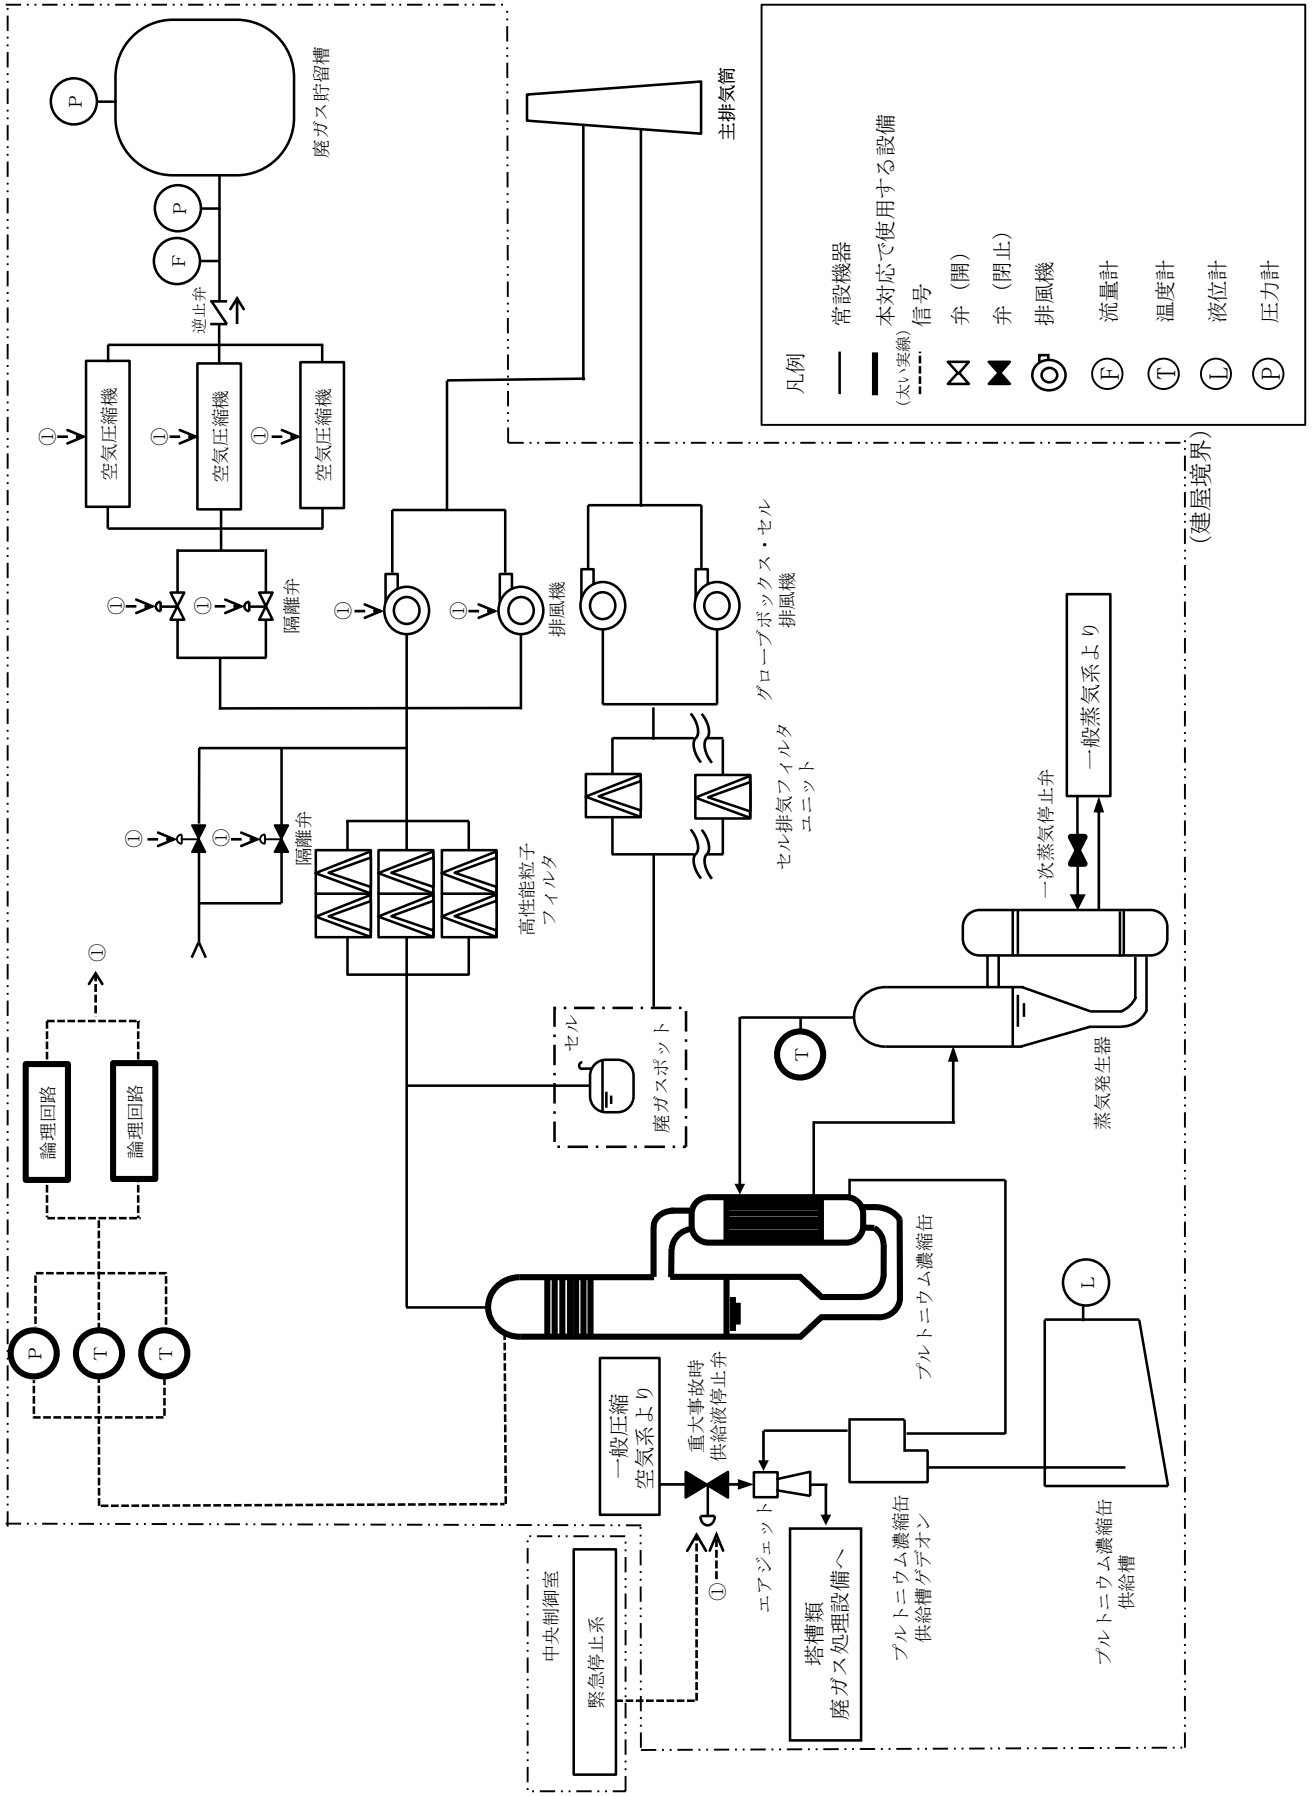 P
廃ガス貯留槽
P
F
逆止弁
①
空気圧縮機
①
空気圧縮機
①
空気圧縮機
①
①
隔離弁
①
①
排風機
①
①
隔離弁
高性能粒子
フィルタ
主排気筒
グローブボックス・セル
排風機
セル排気フィルタ
ユニット
セル
廃ガスポット
①
論理回路
論理回路
P
T
T
T
一次蒸気停止弁
一般蒸気系より
蒸気発生器
プルトニウム濃縮缶
一般圧縮
空気系より
重大事故時
供給液停止弁
①
エアジェット
塔槽類
廃ガス処理設備へ
プルトニウム濃縮缶
供給槽ゲデオン
L
プルトニウム濃縮缶
供給槽
中央制御室
緊急停止系
(建屋境界)
凡例
常設機器
本対応で使用する設備
(太い実線)
信号
弁（開）
弁（閉止）
排風機
F 流量計
T 温度計
L 液位計
P 圧力計